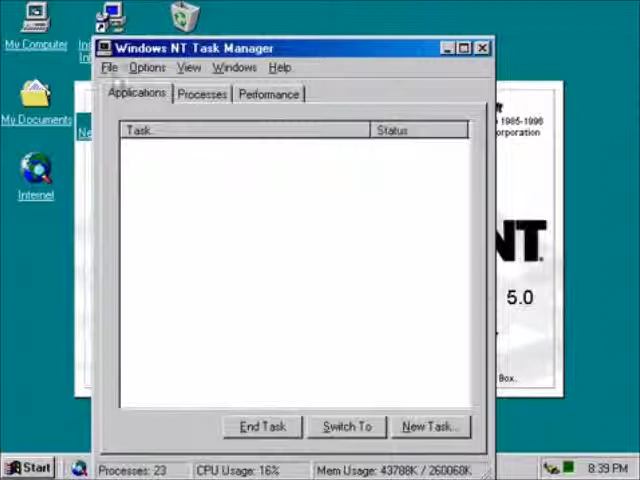 My Computer
My Documents
Internet
Windows NT Task Manager
File Options View Windows Help
Applications Processes Performance
Task
Status
End Task
Switch To
New Task...
Processes: 23
CPU Usage: 16%
Mem Usage: 43788K / 260068K
1985-1996
orporation
NT
5.0
Box.
Start
8:39 PM